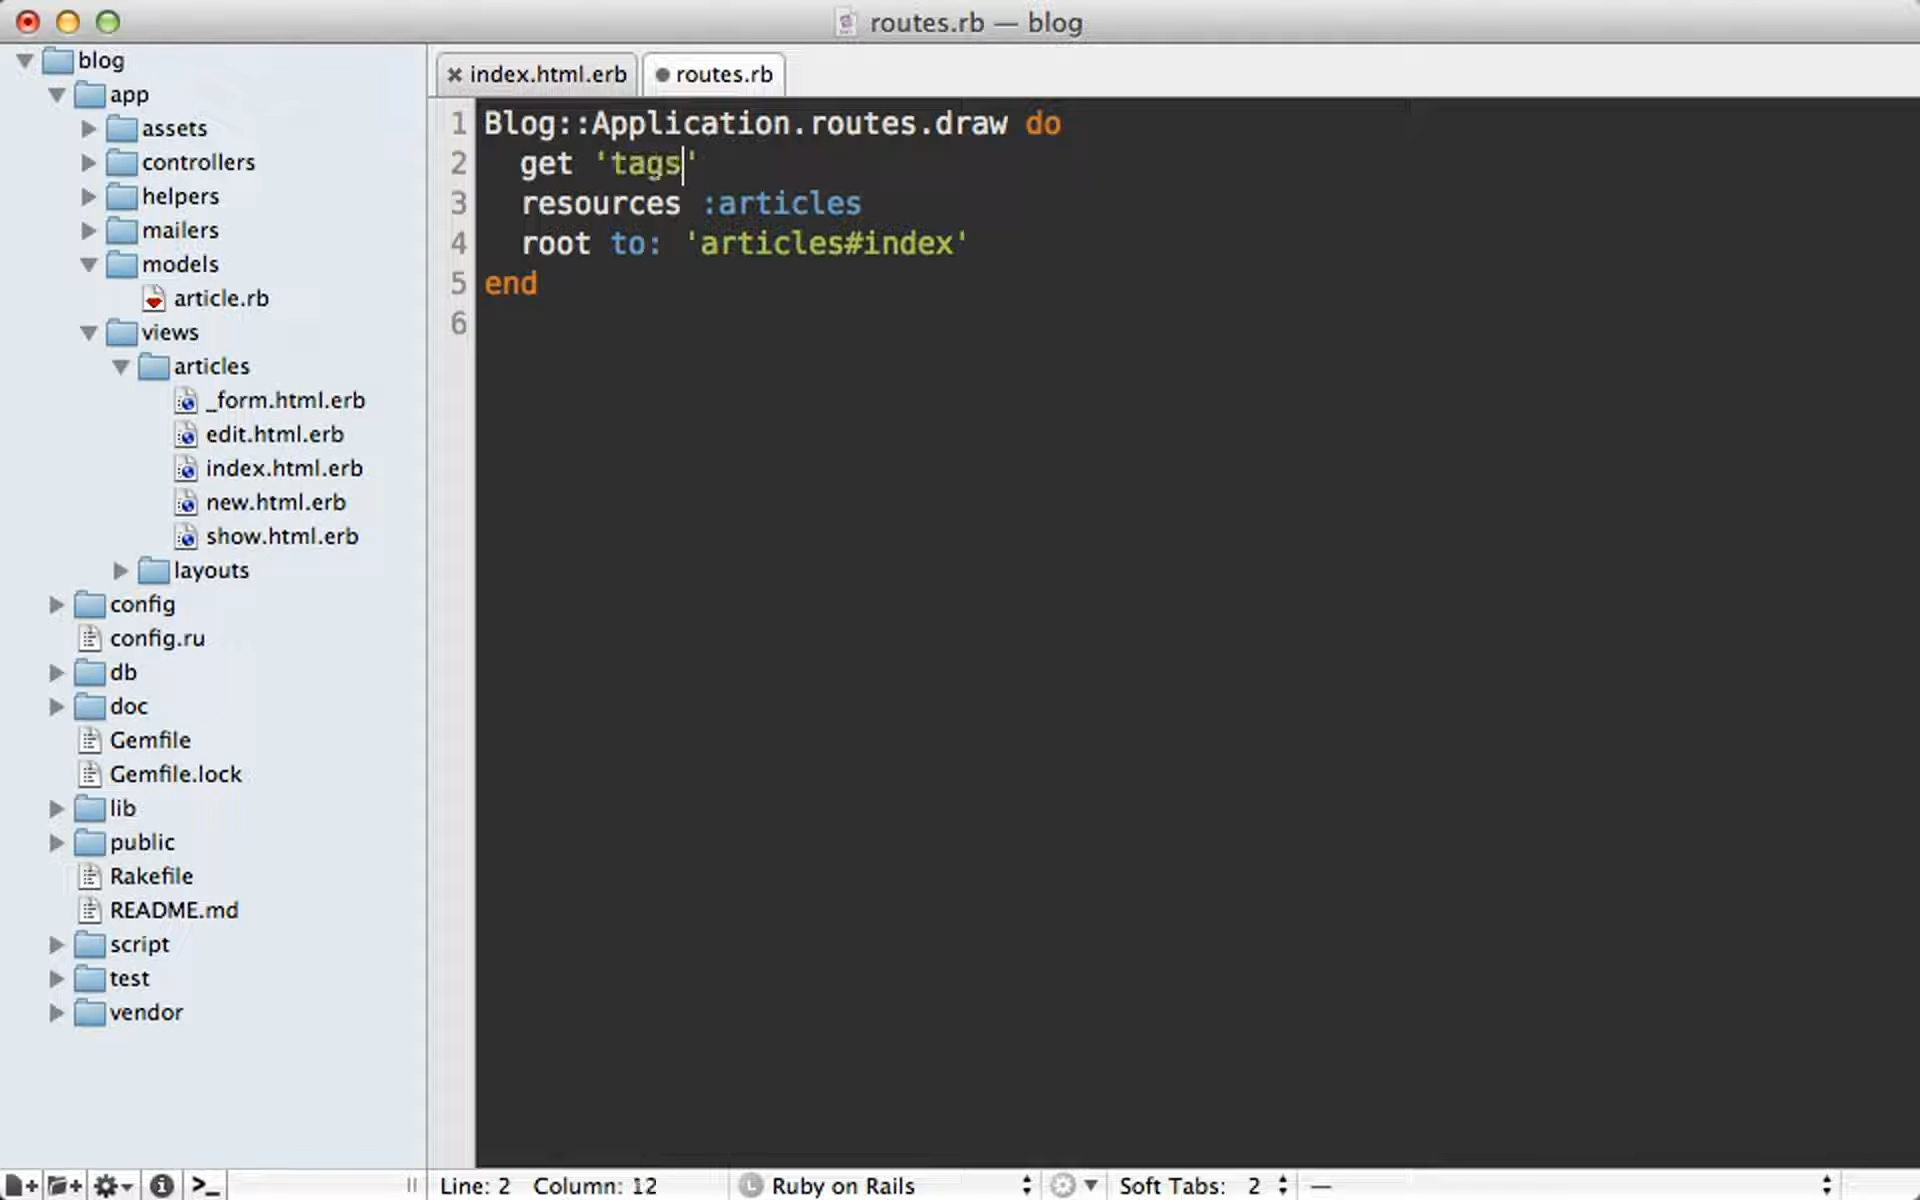 routes.rb — blog
blog
app
assets
controllers
helpers
mailers
models
article.rb
views
articles
_form.html.erb
edit.html.erb
index.html.erb
new.html.erb
show.html.erb
layouts
config
config.ru
db
doc
Gemfile
Gemfile.lock
lib
public
Rakefile
README.md
script
test
vendor
index.html.erb
routes.rb
1 Blog::Application.routes.draw do
2 get 'tags'
3 resources :articles
4 root to: 'articles#index'
5 end
6
Line: 2 Column: 12
Ruby on Rails
Soft Tabs: 2
—